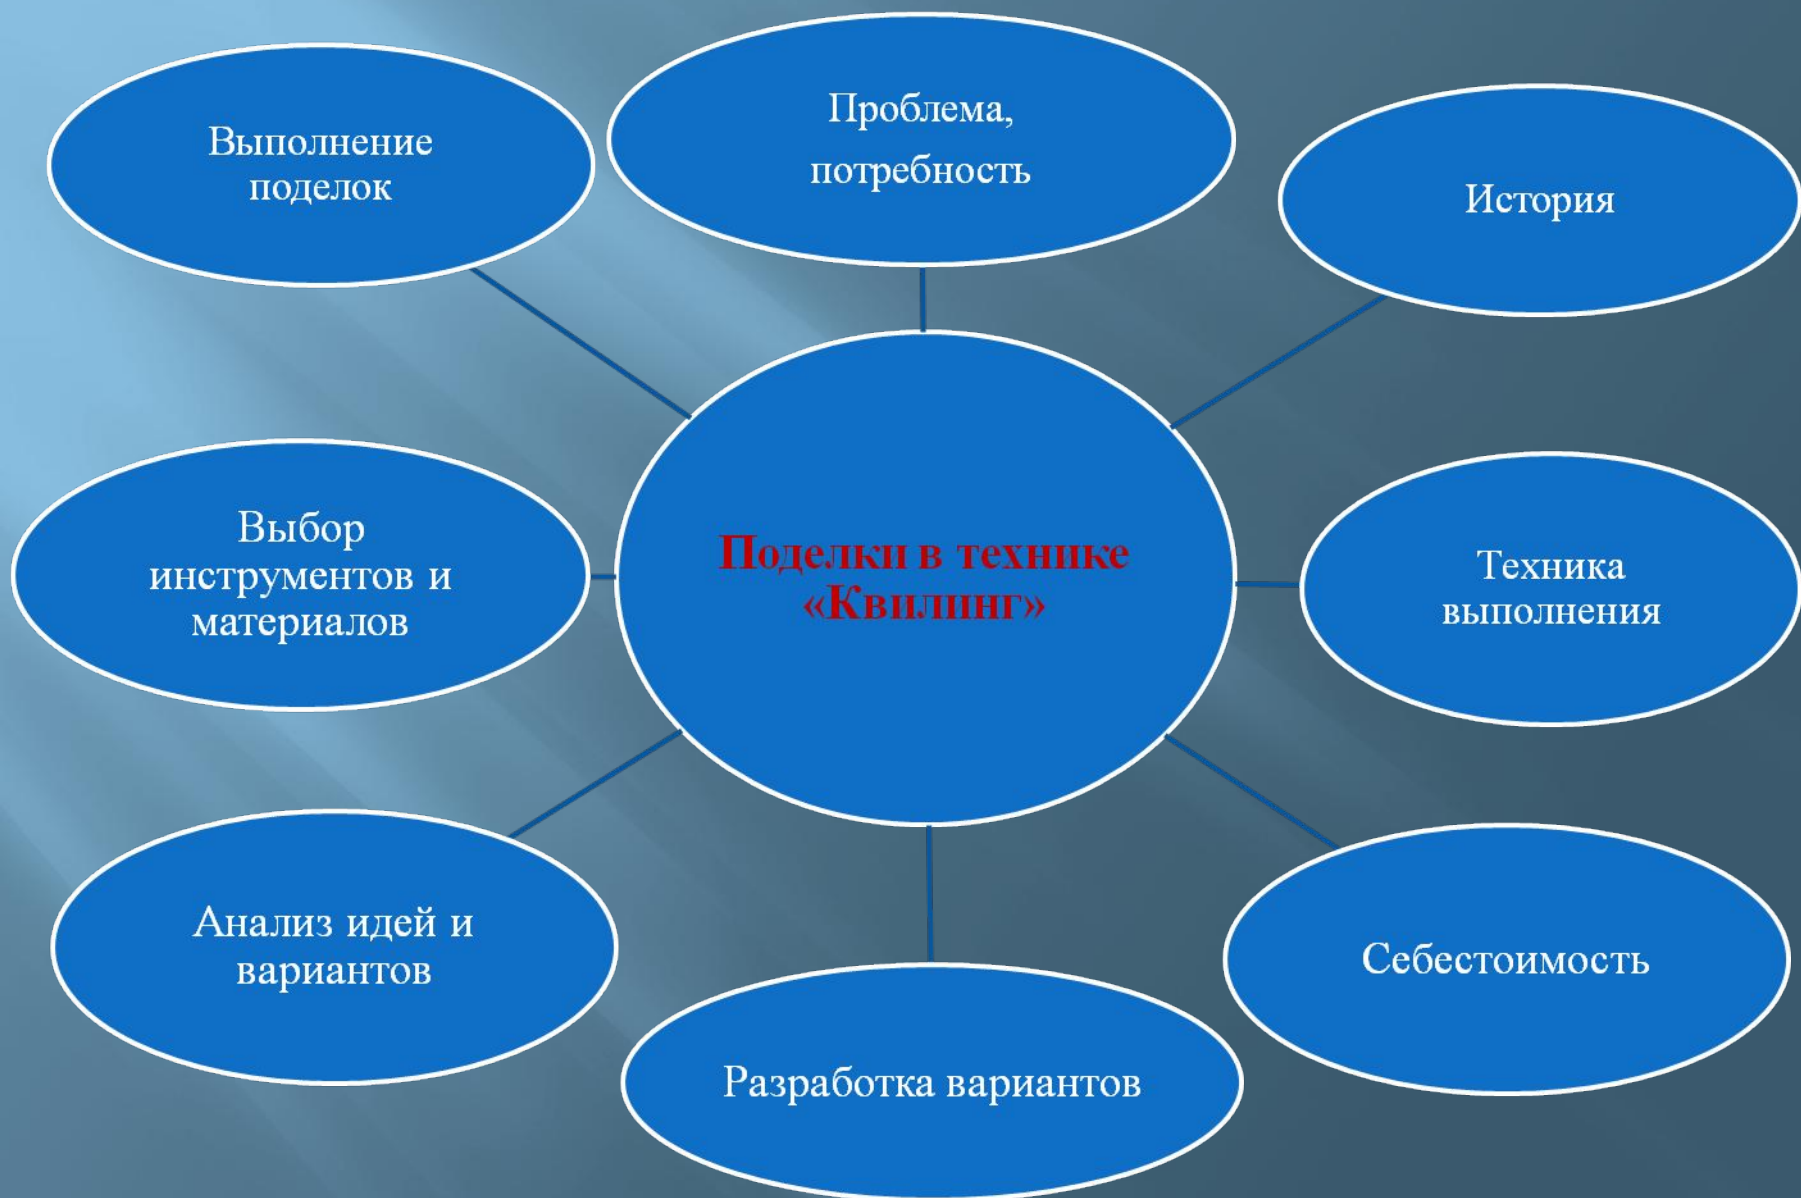 Проблема,
потребность
Выполнение
поделок
История
Выбор
инструментов и
материалов
Поделки в технике
«Квилинг»
Техника
выполнения
Анализ идей и
вариантов
Себестоимость
Разработка вариантов